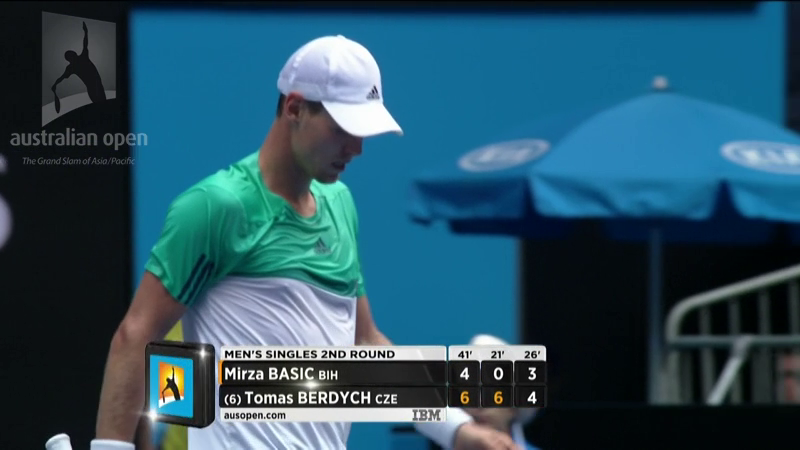 australian open
The Grand Slam of Asia/Pacific
MEN'S SINGLES 2ND ROUND 41' 21' 26'
Mirza BASIC BIH 4 0 3
(6) Tomas BERDYCH CZE 6 6 4
ausopen.com IBM